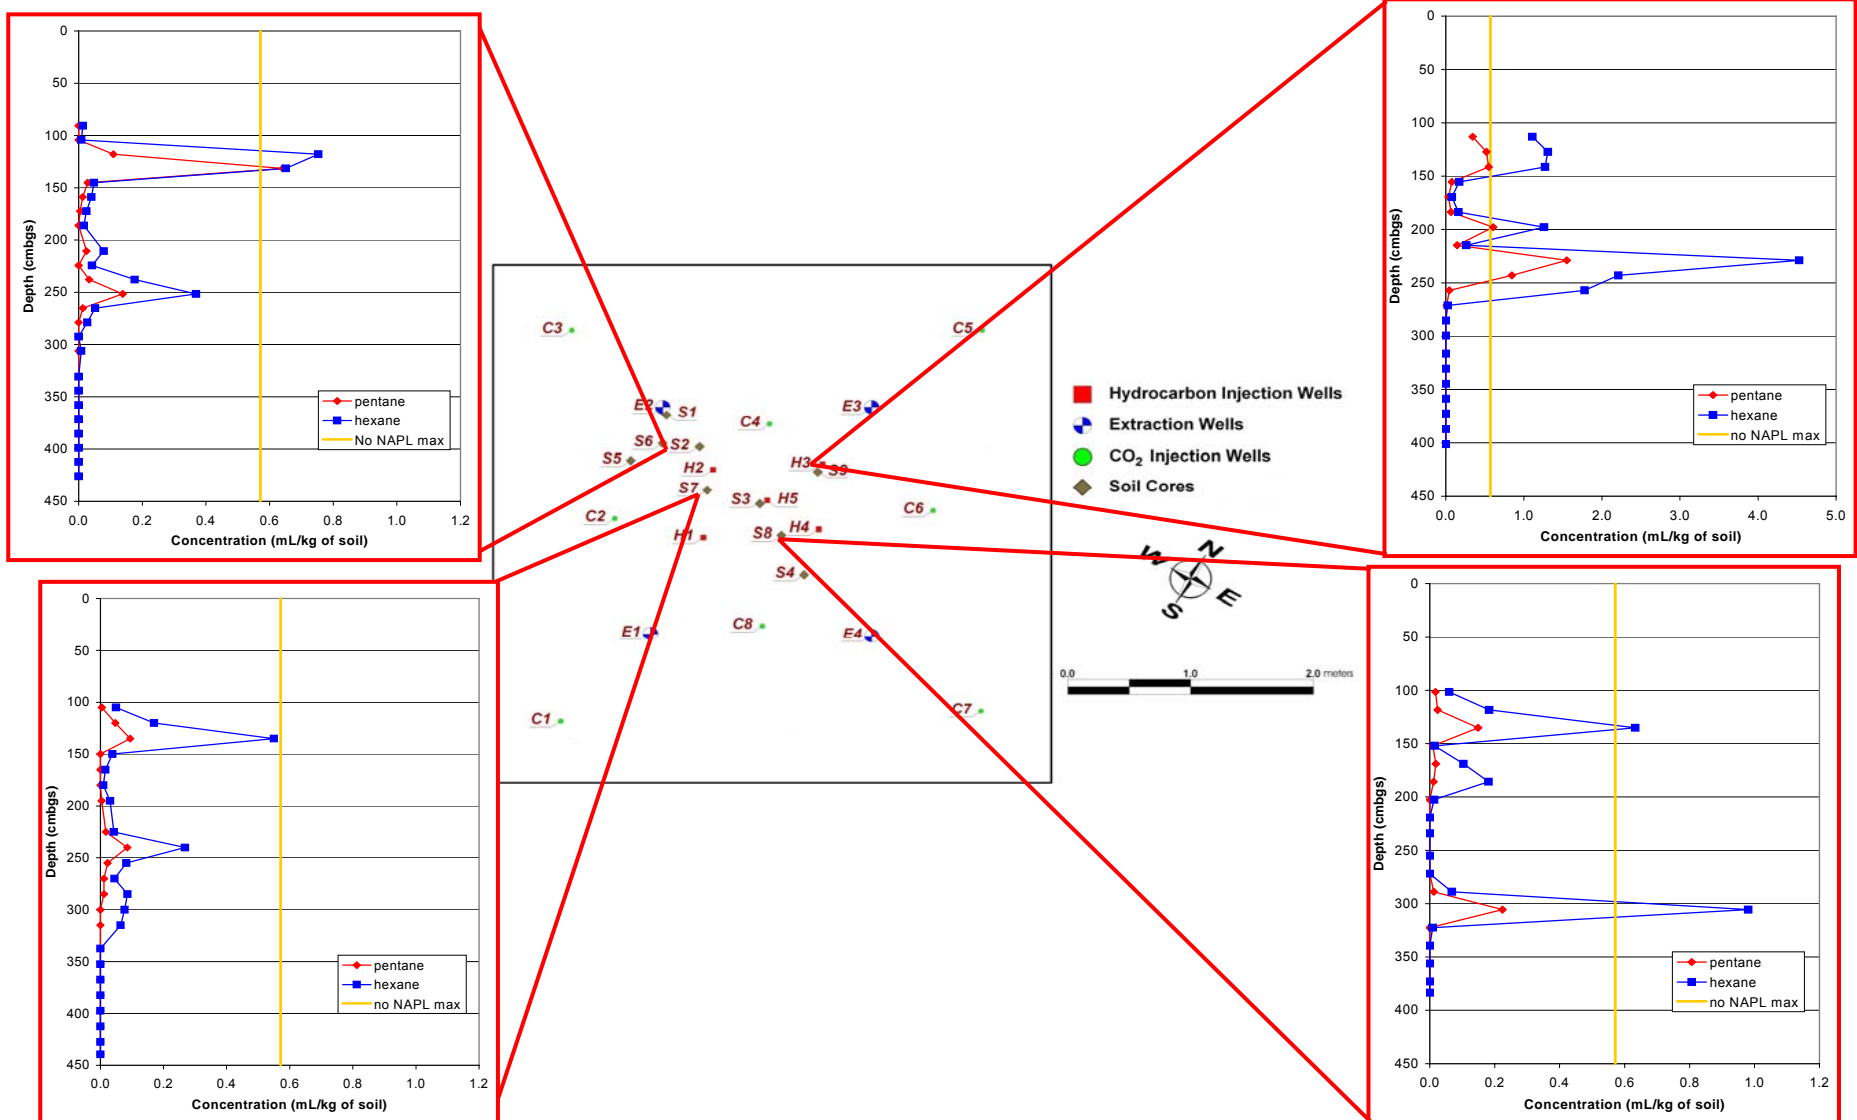 0
50
100
150
200
250
300
350
400
450
0.0 0.2 0.4 0.6 0.8 1.0 1.2
Depth (cmbgs)
Concentration (mL/kg of soil)
pentane
hexane
No NAPL max
0
50
100
150
200
250
300
350
400
450
0.0 1.0 2.0 3.0 4.0 5.0
Depth (cmbgs)
Concentration (mL/kg of soil)
pentane
hexane
no NAPL max
C3
C5
E2
S1
E3
C4
S6
S2
S5
H2
H3
S9
S7
S3
H5
C2
C6
H1
S8
H4
S4
E1
C8
E4
C1
C7
Hydrocarbon Injection Wells
Extraction Wells
CO2 Injection Wells
Soil Cores
N
W
E
S
0.0 1.0 2.0 meters
0
50
100
150
200
250
300
350
400
450
0.0 0.2 0.4 0.6 0.8 1.0 1.2
Depth (cmbgs)
Concentration (mL/kg of soil)
pentane
hexane
no NAPL max
0
50
100
150
200
250
300
350
400
450
0.0 0.2 0.4 0.6 0.8 1.0 1.2
Depth (cmbgs)
Concentration (mL/kg of soil)
pentane
hexane
no NAPL max